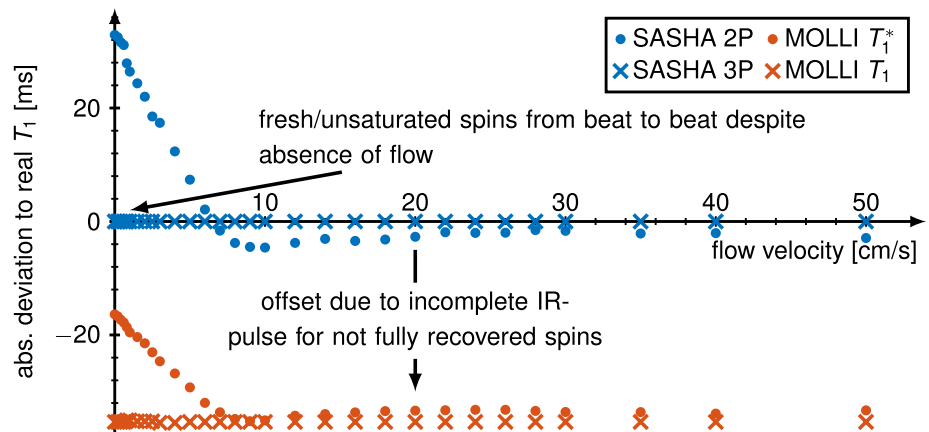 SASHA 2P MOLLI T₁*
SASHA 3P MOLLI T₁
abs. deviation to real T₁ [ms]
20
0
−20
fresh/unsaturated spins from beat to beat despite
absence of flow
10 20 30 40 50
flow velocity [cm/s]
offset due to incomplete IR-
pulse for not fully recovered spins